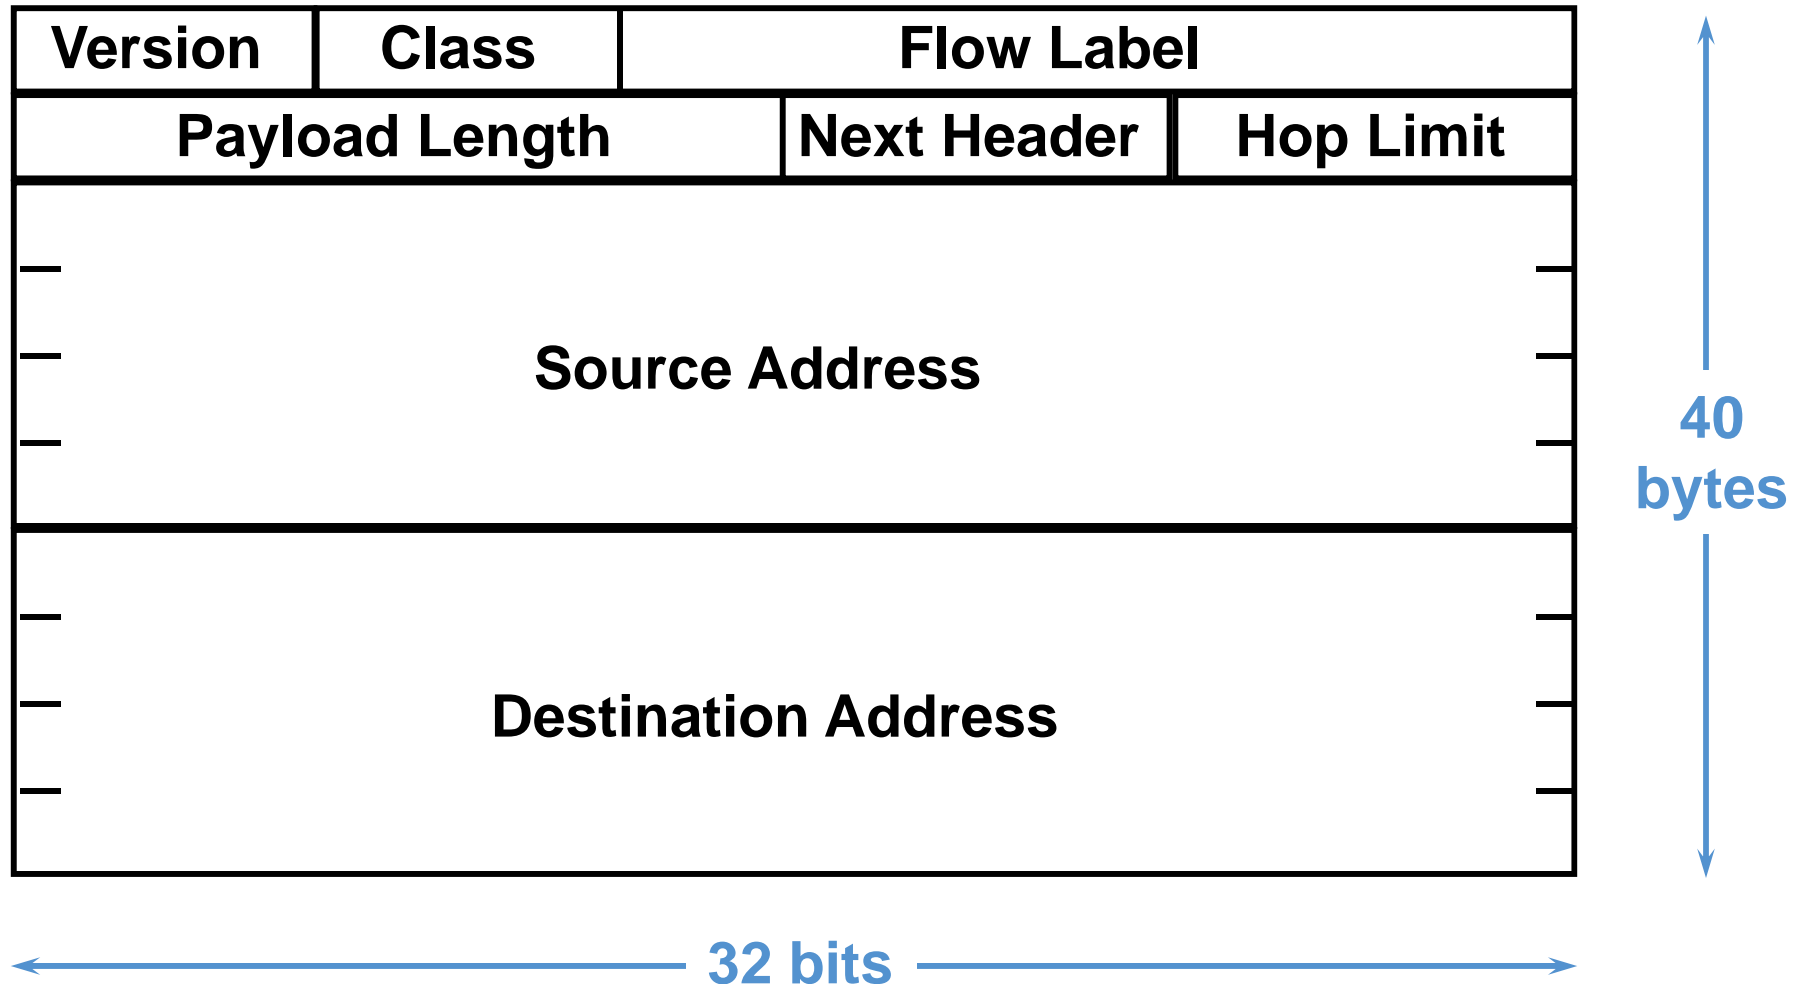 Version Class Flow Label
Payload Length Next Header Hop Limit
Source Address
40
bytes
Destination Address
32 bits